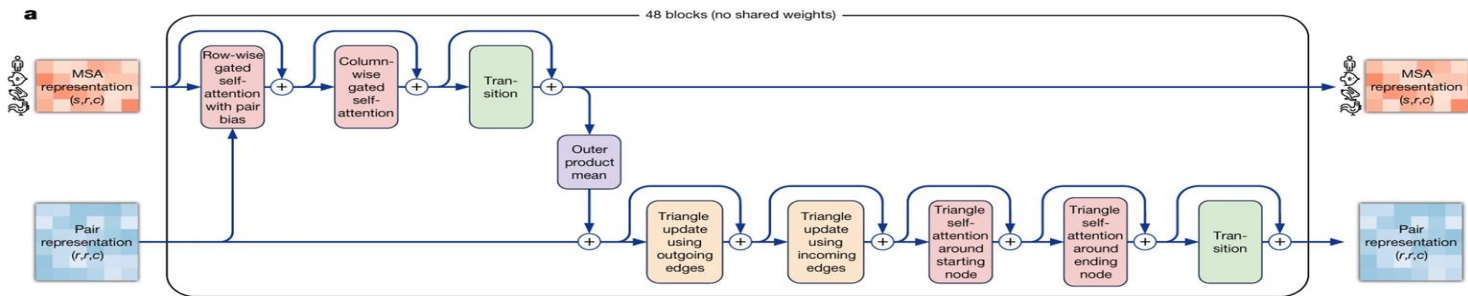 a
48 blocks (no shared weights)
MSA
representation
(s,r,c)
Row-wise
gated
self-
attention
with pair
bias
Column-
wise
gated
self-
attention
Tran-
sition
MSA
representation
(s,r,c)
Outer
product
mean
Pair
representation
(r,r,c)
Triangle
update
using
outgoing
edges
Triangle
update
using
incoming
edges
Triangle
self-
attention
around
starting
node
Triangle
self-
attention
around
ending
node
Tran-
sition
Pair
representation
(r,r,c)